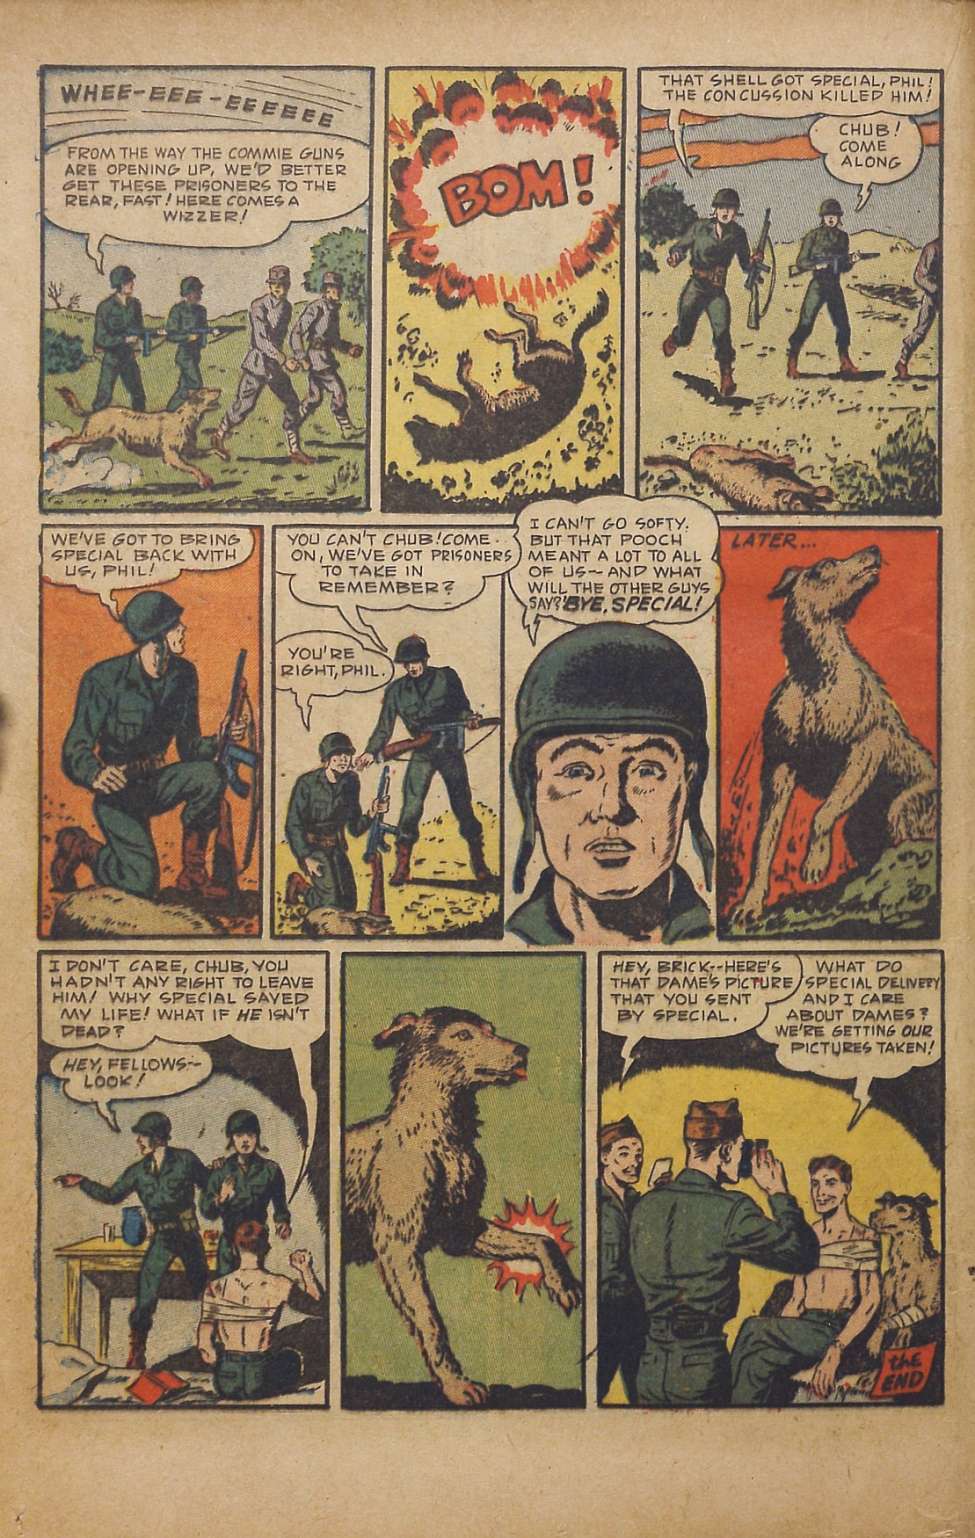 WHEE-EEE-EEEEEE
FROM THE WAY THE COMMIE GUNS
ARE OPENING UP, WE'D BETTER
GET THESE PRISONERS TO THE
REAR, FAST! HERE COMES A
WIZZER!
BOM!
THAT SHELL GOT SPECIAL, PHIL!
THE CONCUSSION KILLED HIM!
CHUB!
COME
ALONG
WE'VE GOT TO BRING
SPECIAL BACK WITH
US, PHIL!
YOU CAN'T CHUB! COME..
ON, WE'VE GOT PRISONERS
TO TAKE IN
REMEMBER?
YOU'RE
RIGHT, PHIL.
I CAN'T GO SOFTY.
BUT THAT POOCH
MEANT A LOT TO ALL
OF US-- AND WHAT
WILL THE OTHER GUYS
SAY? 'BYE, SPECIAL!
LATER...
I DON'T CARE, CHUB, YOU
HADN'T ANY RIGHT TO LEAVE
HIM! WHY SPECIAL SAVED
MY LIFE! WHAT IF HE ISN'T
DEAD?
HEY, FELLOWS--
LOOK!
HEY, BRICK--HERE'S
THAT DAME'S PICTURE
THAT YOU SENT
BY SPECIAL.
WHAT DO
SPECIAL DELIVERY
AND I CARE
ABOUT DAMES?
WE'RE GETTING OUR
PICTURES TAKEN!
the
END